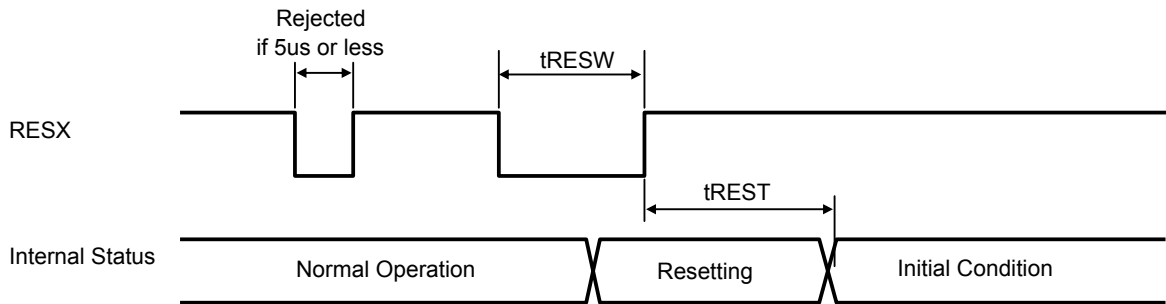 Rejected
if 5us or less
tRESW
RESX
tREST
Internal Status
Normal Operation
Resetting
Initial Condition